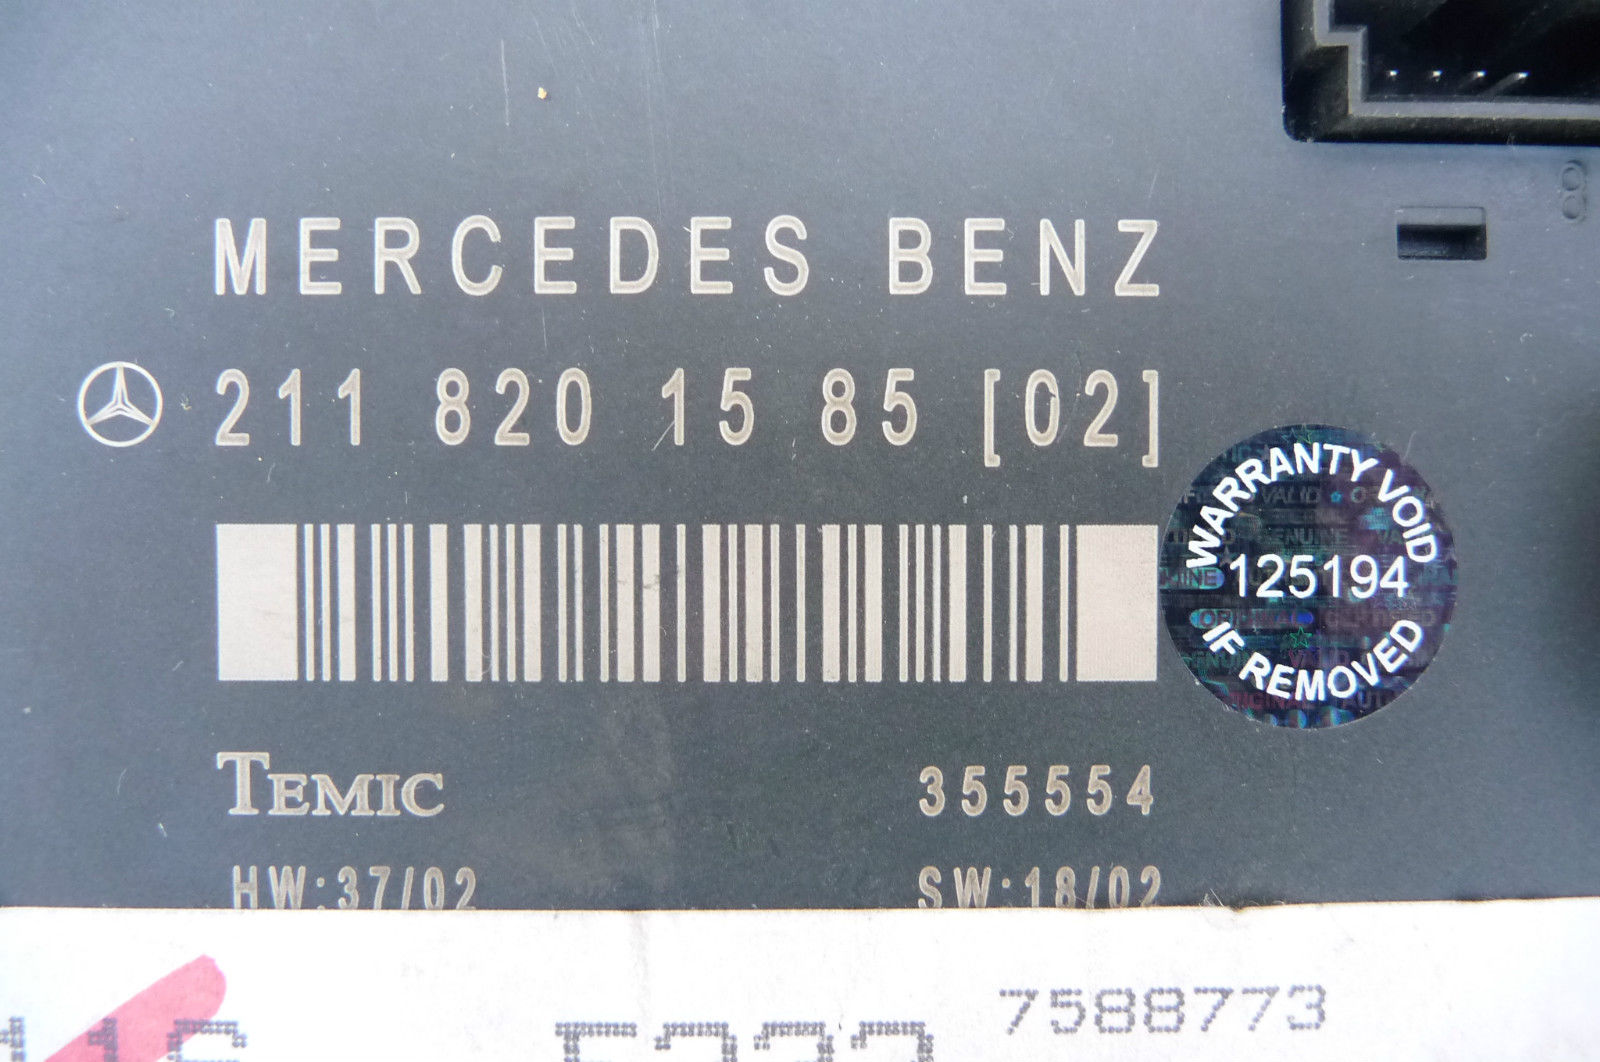 MERCEDES BENZ
211 820 15 85 [02]
WARRANTY VOID
125194
IF REMOVED
TEMIC
355554
HW:37/02
SW:18/02
7588773